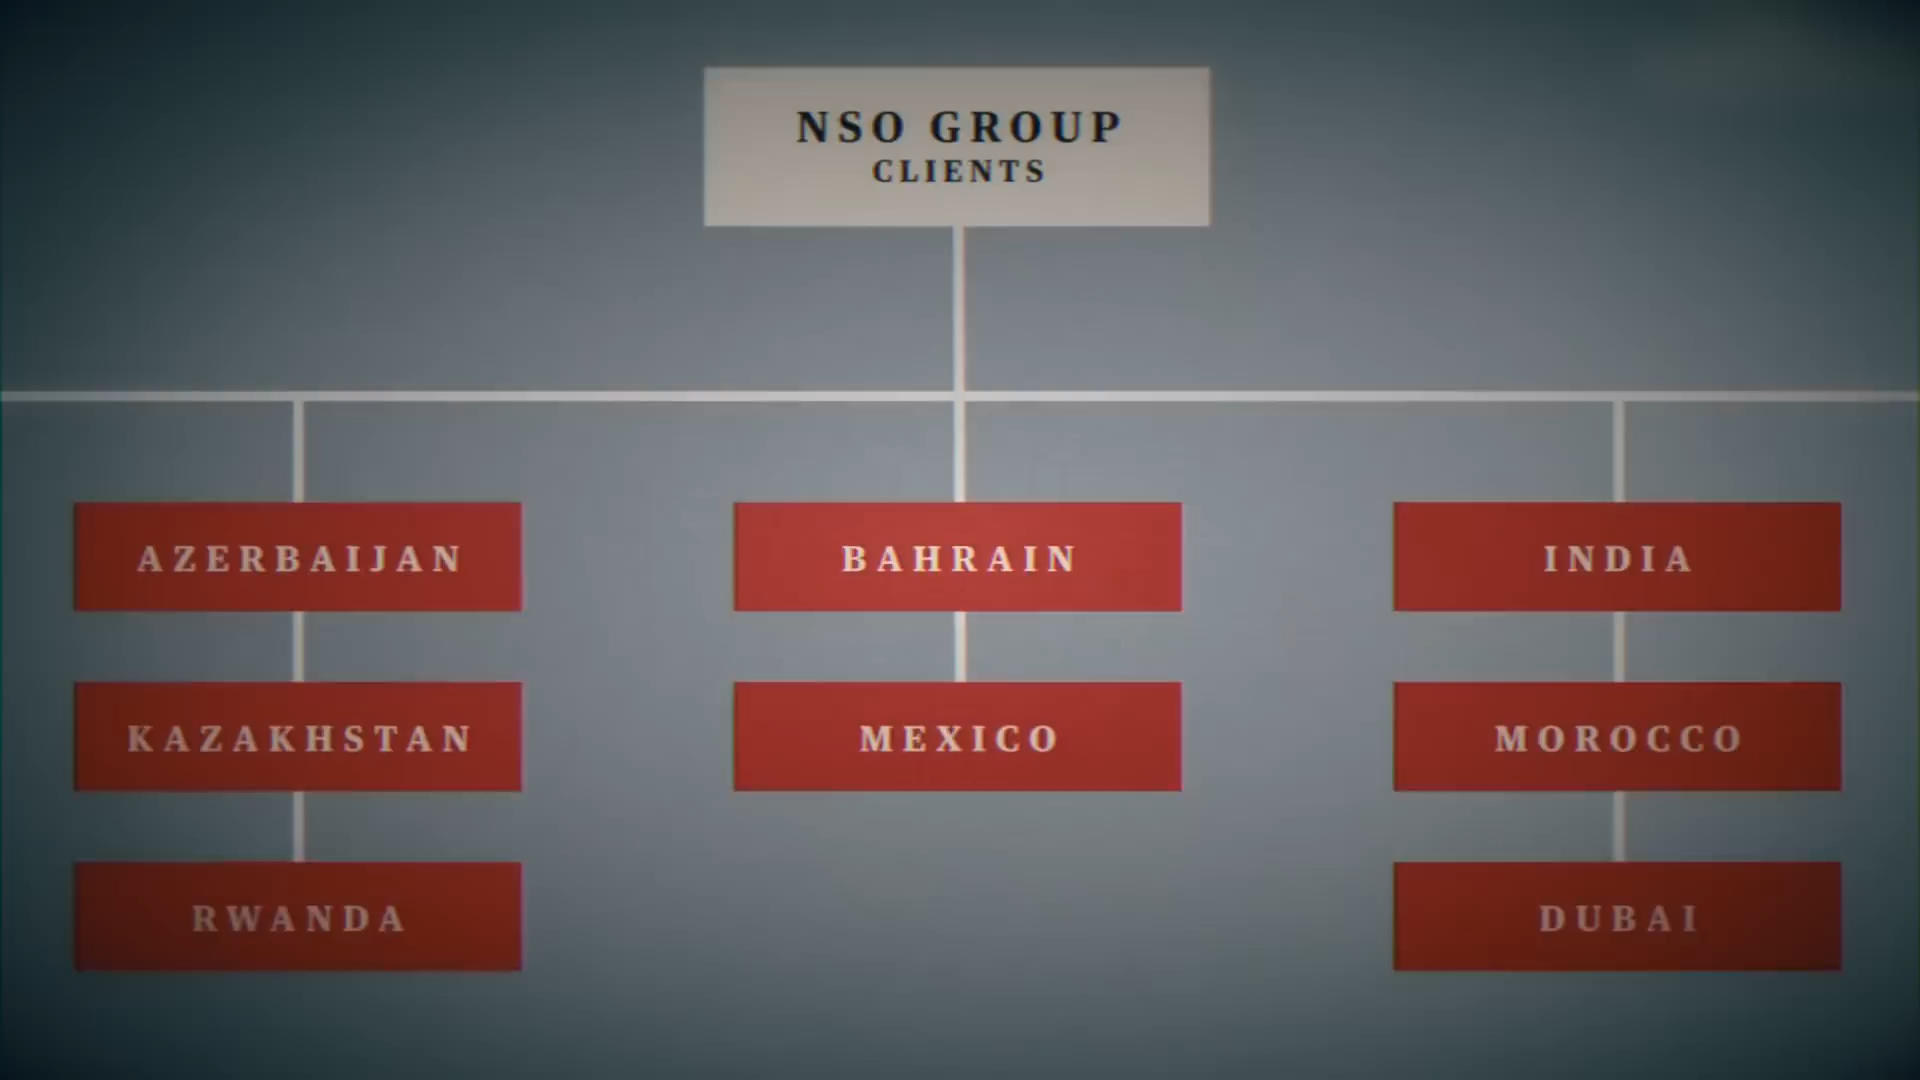 NSO GROUP
CLIENTS
AZERBAIJAN
BAHRAIN
INDIA
KAZAKHSTAN
MEXICO
MOROCCO
RWANDA
DUBAI